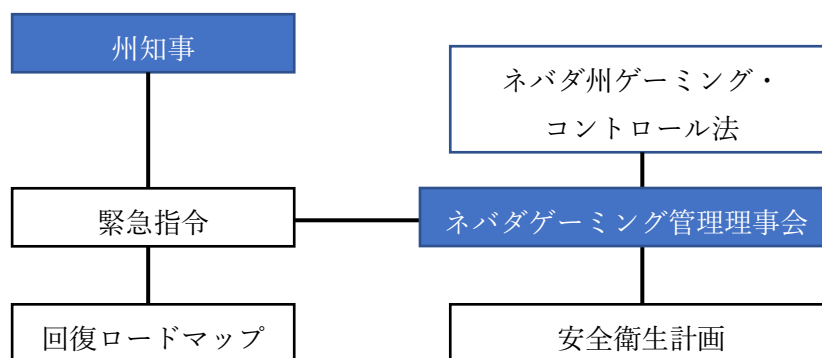 州知事
ネバダ州ゲーミング・
コントロール法
緊急指令
ネバダゲーミング管理理事会
回復ロードマップ
安全衛生計画